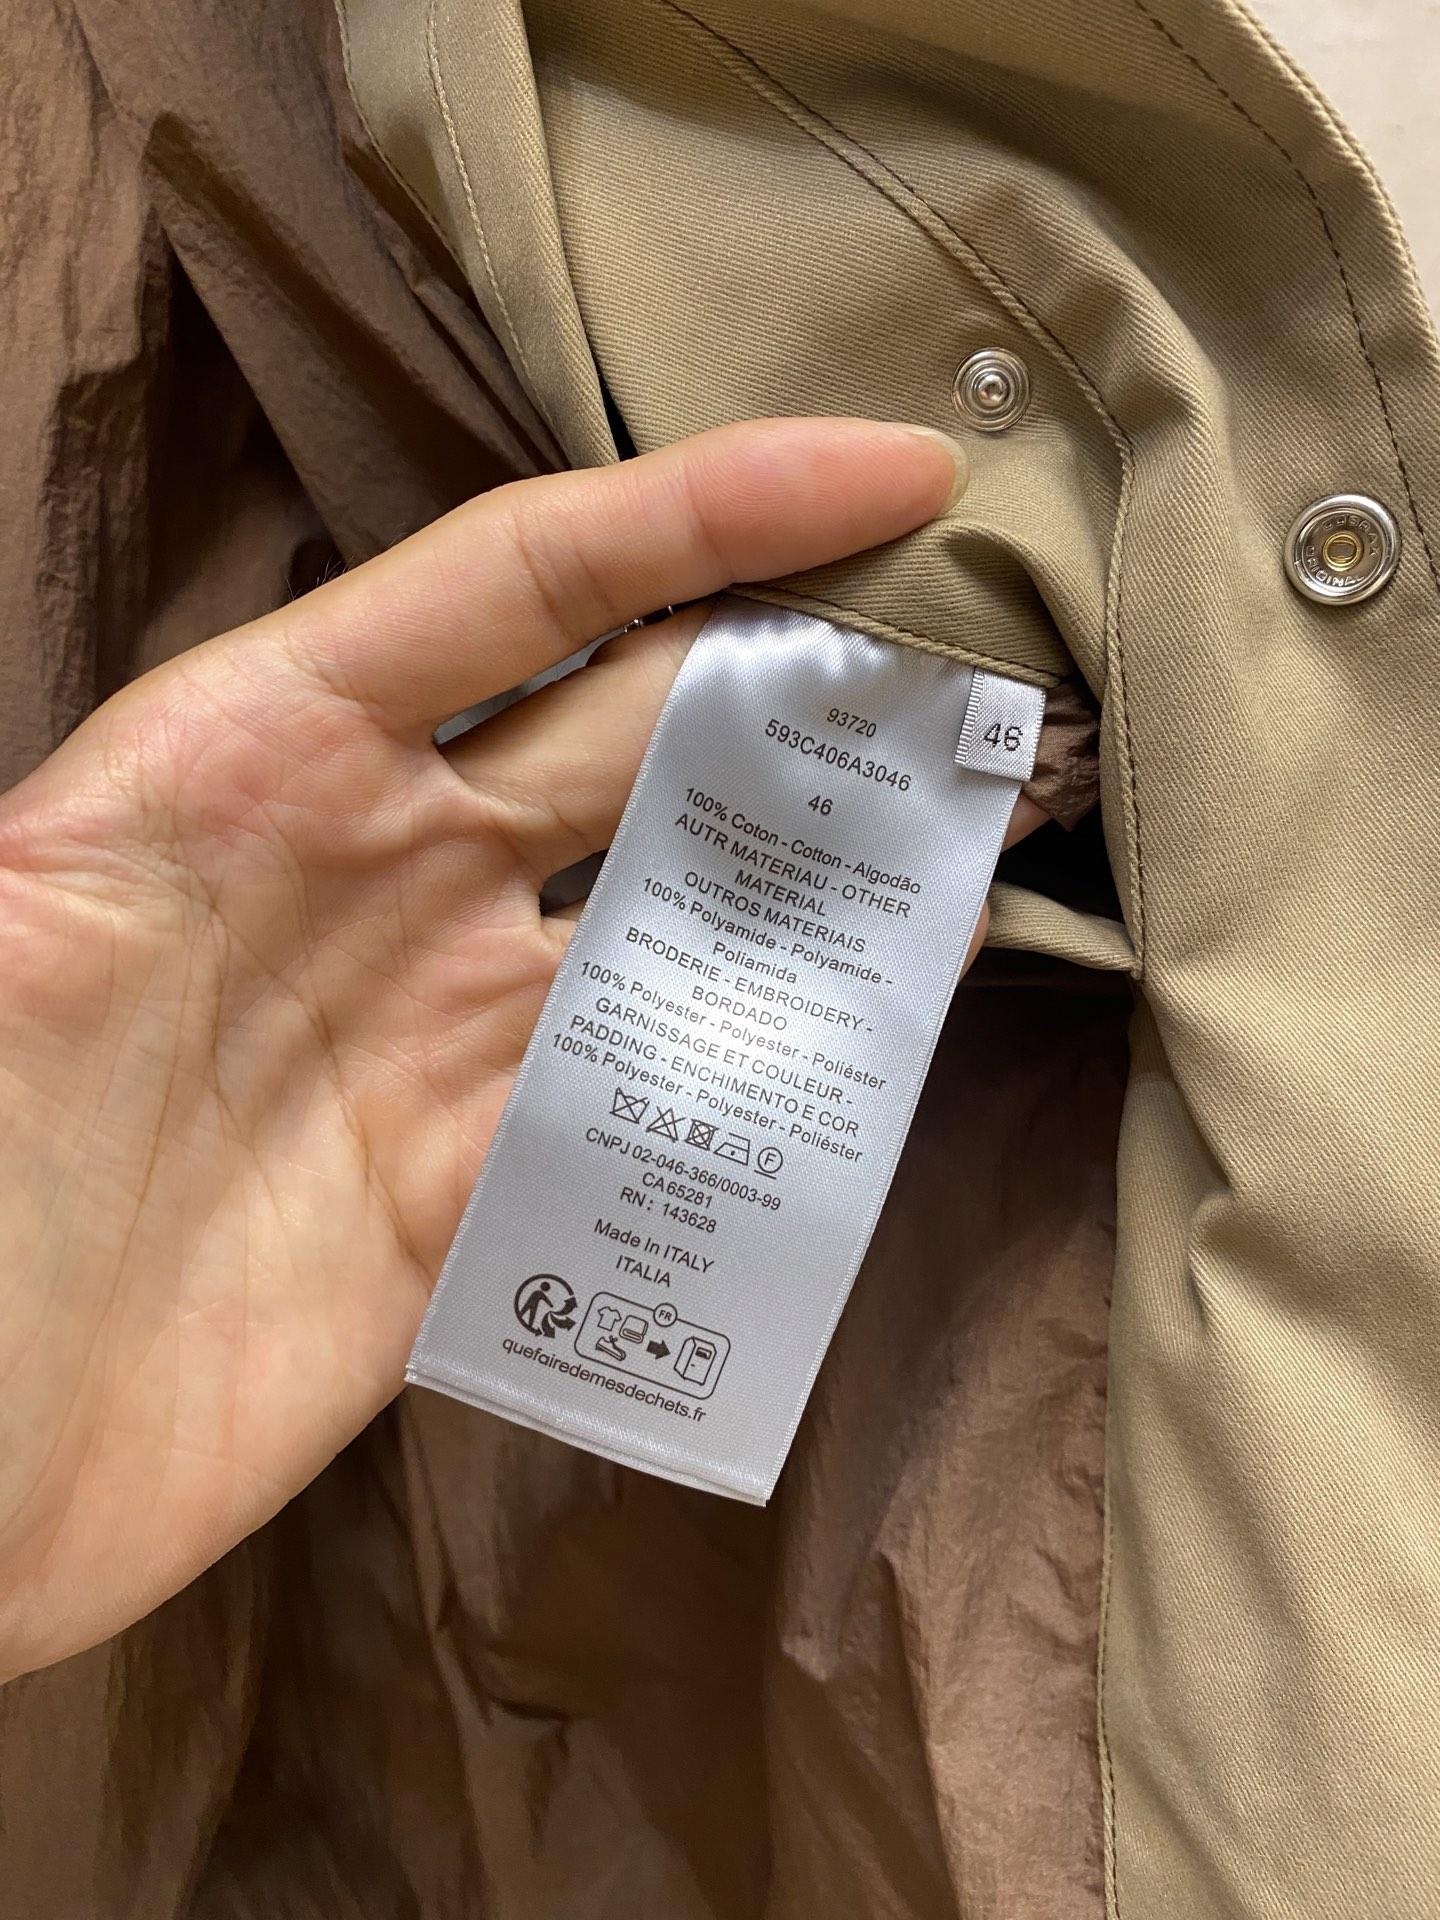 93720
593C406A3046
46
46
100% Coton - Cotton - Algodão
AUTR MATERIAU - OTHER
MATERIAL
OUTROS MATERIAIS
100% Polyamide - Polyamide -
Poliamida
BRODERIE - EMBROIDERY -
BORDADO
100% Polyester - Polyester - Poliéster
GARNISSAGE ET COULEUR -
PADDING - ENCHIMENTO E COR
100% Polyester - Polyester - Poliéster
F
CNPJ 02-046-366/0003-99
CA65281
RN: 143628
Made In ITALY
ITALIA
FR
quefairedemesdechets.fr
ORIGINAL